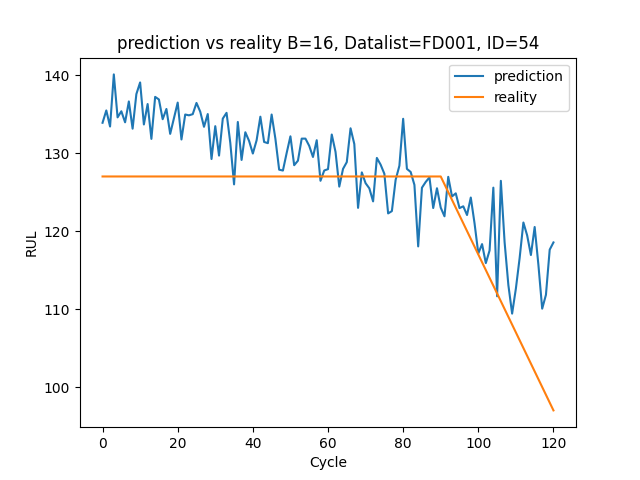 prediction vs reality B=16, Datalist=FD001, ID=54
prediction
reality
140
130
120
110
100
RUL
0 20 40 60 80 100 120
Cycle